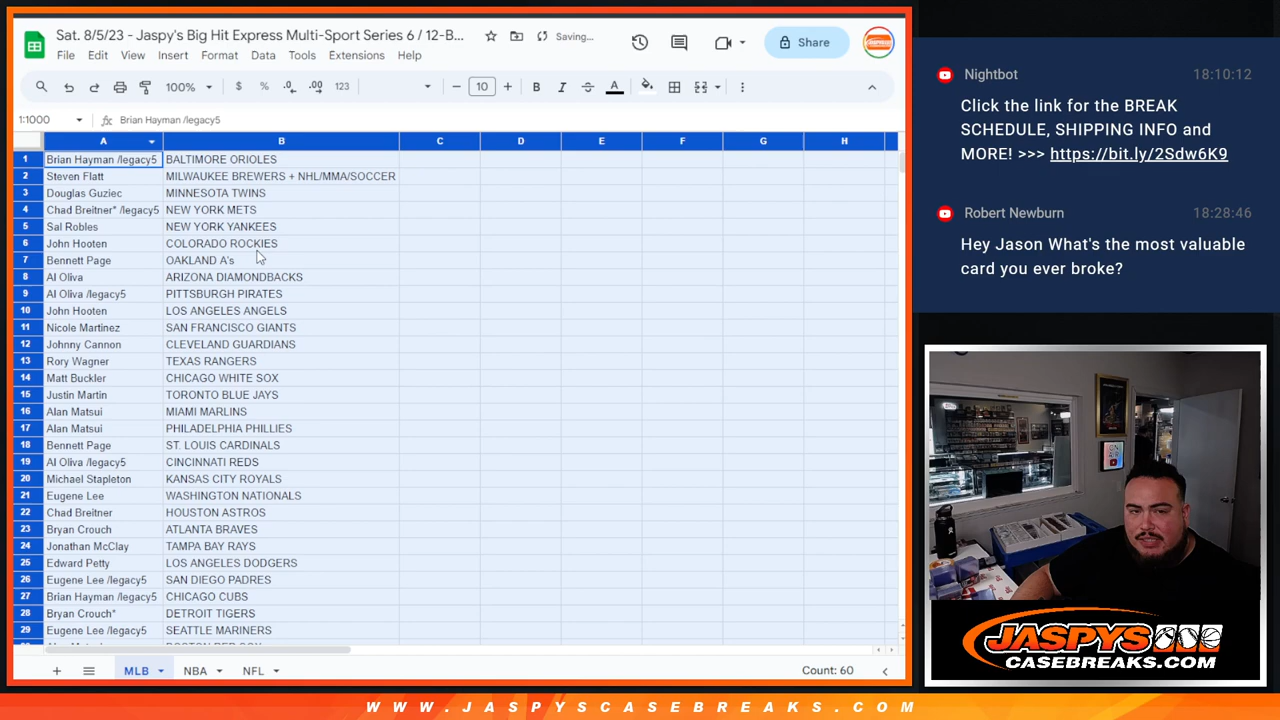 Sat. 8/5/23 - Jaspy's Big Hit Express Multi-Sport Series 6 / 12-B...
Saving...
Share
File Edit View Insert Format Data Tools Extensions Help
100% $ % .0 .00 123 10 B I S A
1:1000 fx Brian Hayman /legacy5
A B C D E F G H
1 Brian Hayman /legacy5 BALTIMORE ORIOLES
2 Steven Flatt MILWAUKEE BREWERS + NHL/MMA/SOCCER
3 Douglas Guziec MINNESOTA TWINS
4 Chad Breitner* /legacy5 NEW YORK METS
5 Sal Robles NEW YORK YANKEES
6 John Hooten COLORADO ROCKIES
7 Bennett Page OAKLAND A's
8 Al Oliva ARIZONA DIAMONDBACKS
9 Al Oliva /legacy5 PITTSBURGH PIRATES
10 John Hooten LOS ANGELES ANGELS
11 Nicole Martinez SAN FRANCISCO GIANTS
12 Johnny Cannon CLEVELAND GUARDIANS
13 Rory Wagner TEXAS RANGERS
14 Matt Buckler CHICAGO WHITE SOX
15 Justin Martin TORONTO BLUE JAYS
16 Alan Matsui MIAMI MARLINS
17 Alan Matsui PHILADELPHIA PHILLIES
18 Bennett Page ST. LOUIS CARDINALS
19 Al Oliva /legacy5 CINCINNATI REDS
20 Michael Stapleton KANSAS CITY ROYALS
21 Eugene Lee WASHINGTON NATIONALS
22 Chad Breitner HOUSTON ASTROS
23 Bryan Crouch ATLANTA BRAVES
24 Jonathan McClay TAMPA BAY RAYS
25 Edward Petty LOS ANGELES DODGERS
26 Eugene Lee /legacy5 SAN DIEGO PADRES
27 Brian Hayman /legacy5 CHICAGO CUBS
28 Bryan Crouch* DETROIT TIGERS
29 Eugene Lee /legacy5 SEATTLE MARINERS
MLB NBA NFL Count: 60
Nightbot 18:10:12
Click the link for the BREAK
SCHEDULE, SHIPPING INFO and
MORE! >>> https://bit.ly/2Sdw6K9
Robert Newburn 18:28:46
Hey Jason What's the most valuable
card you ever broke?
JASPYS
CASEBREAKS.COM
WWW.JASPYSCASEBREAKS.COM